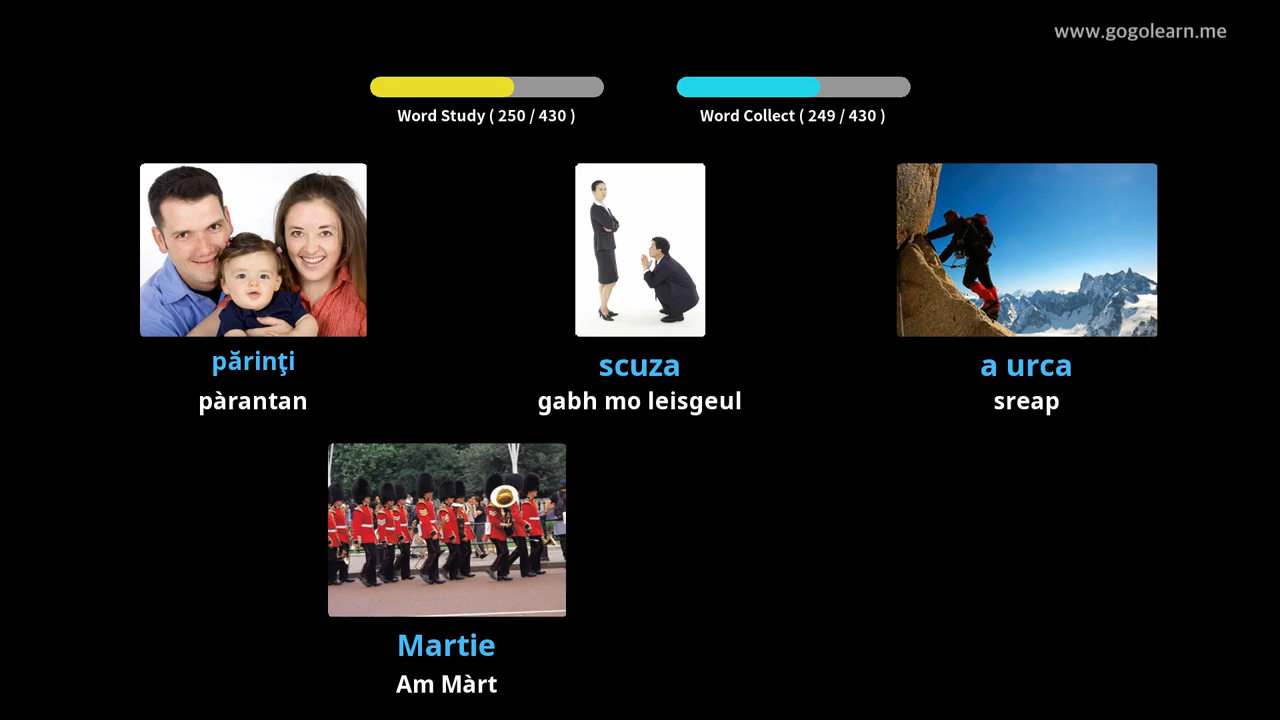 www.gogolearn.me
Word Study ( 250 / 430 )
Word Collect ( 249 / 430 )
părinţi
pàrantan
scuza
gabh mo leisgeul
a urca
sreap
Martie
Am Màrt